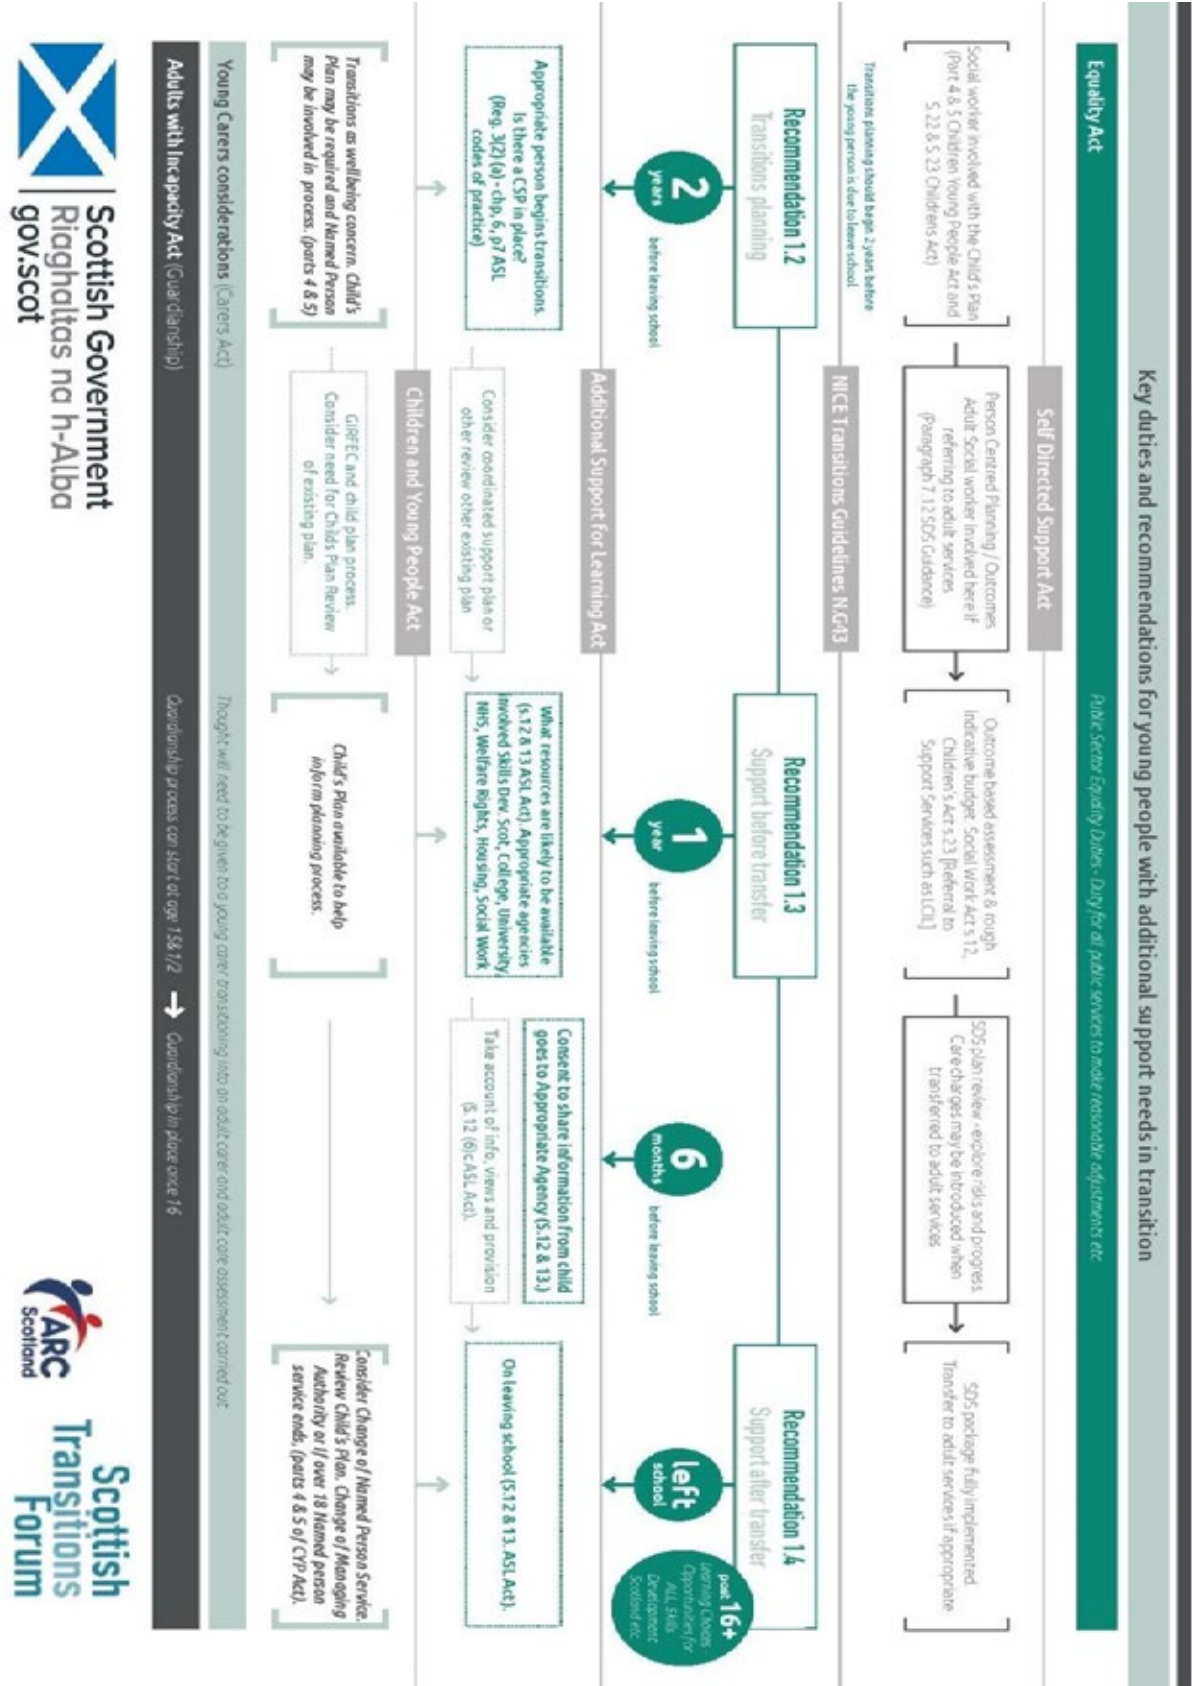 Key duties and recommendations for young people with additional support needs in transition
Equality Act
Public Sector Equality Duties - Duty for all public services to make reasonable adjustments etc
Self Directed Support Act
Social worker involved with the Child's Plan
(Part 4 & 5 Children Young People Act and
S.22 & S.23 Childrens Act)
Person Centred Planning / Outcomes
Adult Social worker involved here if
referring to adult services
(Paragraph 7.12 SDS Guidance)
Outcome based assessment & rough
indicative budget. Social Work Act s.12,
Children's Act s.23 [Referral to
Support Services such as LCIL]
SDS plan review - explore risks and progress.
Care charges may be introduced when
transferred to adult services
SDS package fully implemented.
Transfer to adult services if appropriate
NICE Transitions Guidelines N.G43
Transitions planning should begin 2 years before
the young person is due to leave school
Recommendation 1.2
Transitions planning
Recommendation 1.3
Support before transfer
Recommendation 1.4
Support after transfer
2
years
before leaving school
1
year
before leaving school
6
months
before leaving school
left
school
post 16+
Learning Choices
Opportunities for
ALL, Skills
Development
Scotland etc
Additional Support for Learning Act
Appropriate person begins transitions.
Is there a CSP in place?
(Reg. 3(2) (a) - chp, 6, p7 ASL
codes of practice)
Consider coordinated support plan or
other review other existing plan
What resources are likely to be available
(s.12 & 13 ASL Act). Appropriate agencies
involved Skills Dev. Scot, College, University,
NHS, Welfare Rights, Housing, Social Work
Consent to share information from child
goes to Appropriate Agency (S.12 & 13.)
Take account of info, views and provision
(S.12 (6)c ASL Act).
On leaving school (S.12 & 13. ASL Act).
Children and Young People Act
Transitions as wellbeing concern. Child's
Plan may be required and Named Person
may be involved in process. (parts 4 & 5)
GIRFEC and child plan process.
Consider need for Childs Plan Review
of existing plan.
Child's Plan available to help
inform planning process.
Consider Change of Named Person Service.
Review Child's Plan. Change of Managing
Authority or If over 18 Named person
service ends, (parts 4 & 5 of CYP Act).
Young Carers considerations (Carers Act)
Thought will need to be given to a young carer transitioning into an adult carer and adult care assessment carried out
Adults with Incapacity Act (Guardianship)
Guardianship process can start at age 15&1/2 → Guardianship in place once 16
Scottish Government
Riaghaltas na h-Alba
gov.scot
ARC
Scotland
Scottish
Transitions
Forum